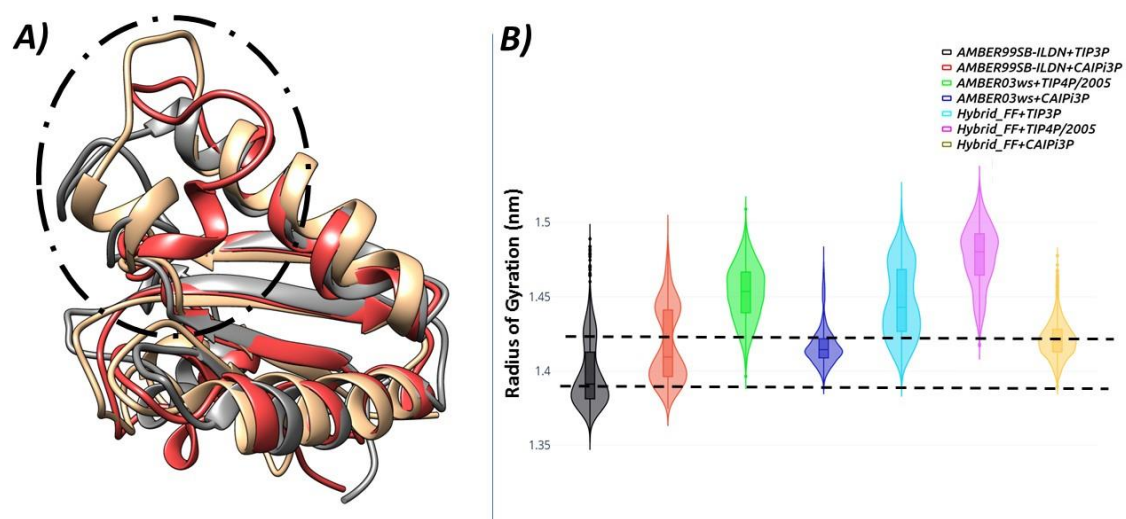 A)
B)
AMBER99SB-ILDN+TIP3P
AMBER99SB-ILDN+CAIPi3P
AMBER03ws+TIP4P/2005
AMBER03ws+CAIPi3P
Hybrid_FF+TIP3P
Hybrid_FF+TIP4P/2005
Hybrid_FF+CAIPi3P
Radius of Gyration (nm)
1.5
1.45
1.4
1.35